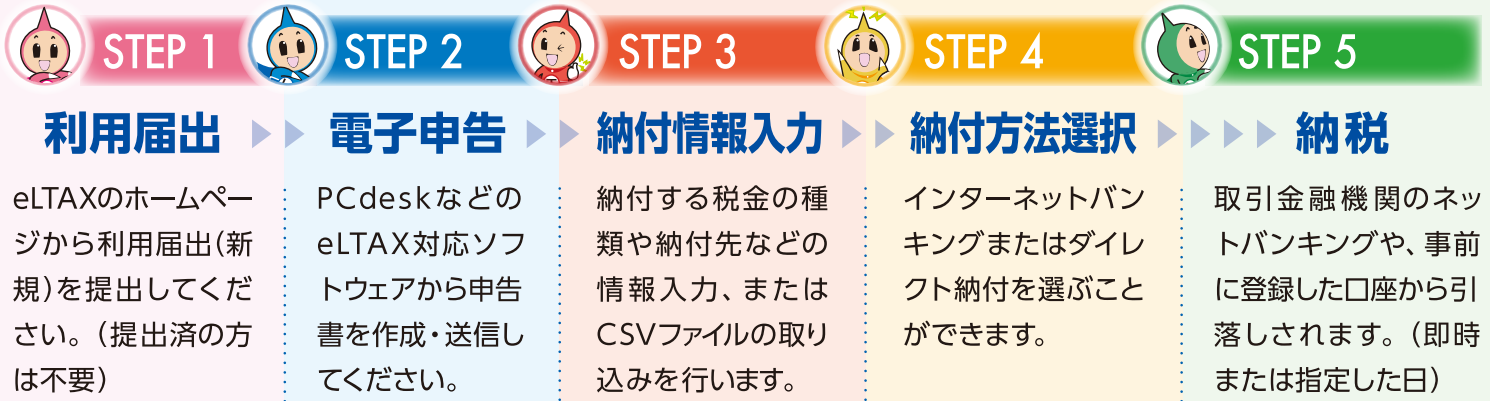 STEP 1
利用届出
eLTAXのホームペー
ジから利用届出(新
規)を提出してくだ
さい。(提出済の方
は不要)
STEP 2
電子申告
PCdeskなどの
eLTAX対応ソフ
トウェアから申告
書を作成・送信し
てください。
STEP 3
納付情報入力
納付する税金の種
類や納付先などの
情報入力、または
CSVファイルの取り
込みを行います。
STEP 4
納付方法選択
インターネットバン
キングまたはダイレ
クト納付を選ぶこと
ができます。
STEP 5
納税
取引金融機関のネッ
トバンキングや、事前
に登録した口座から引
落しされます。(即時
または指定した日)